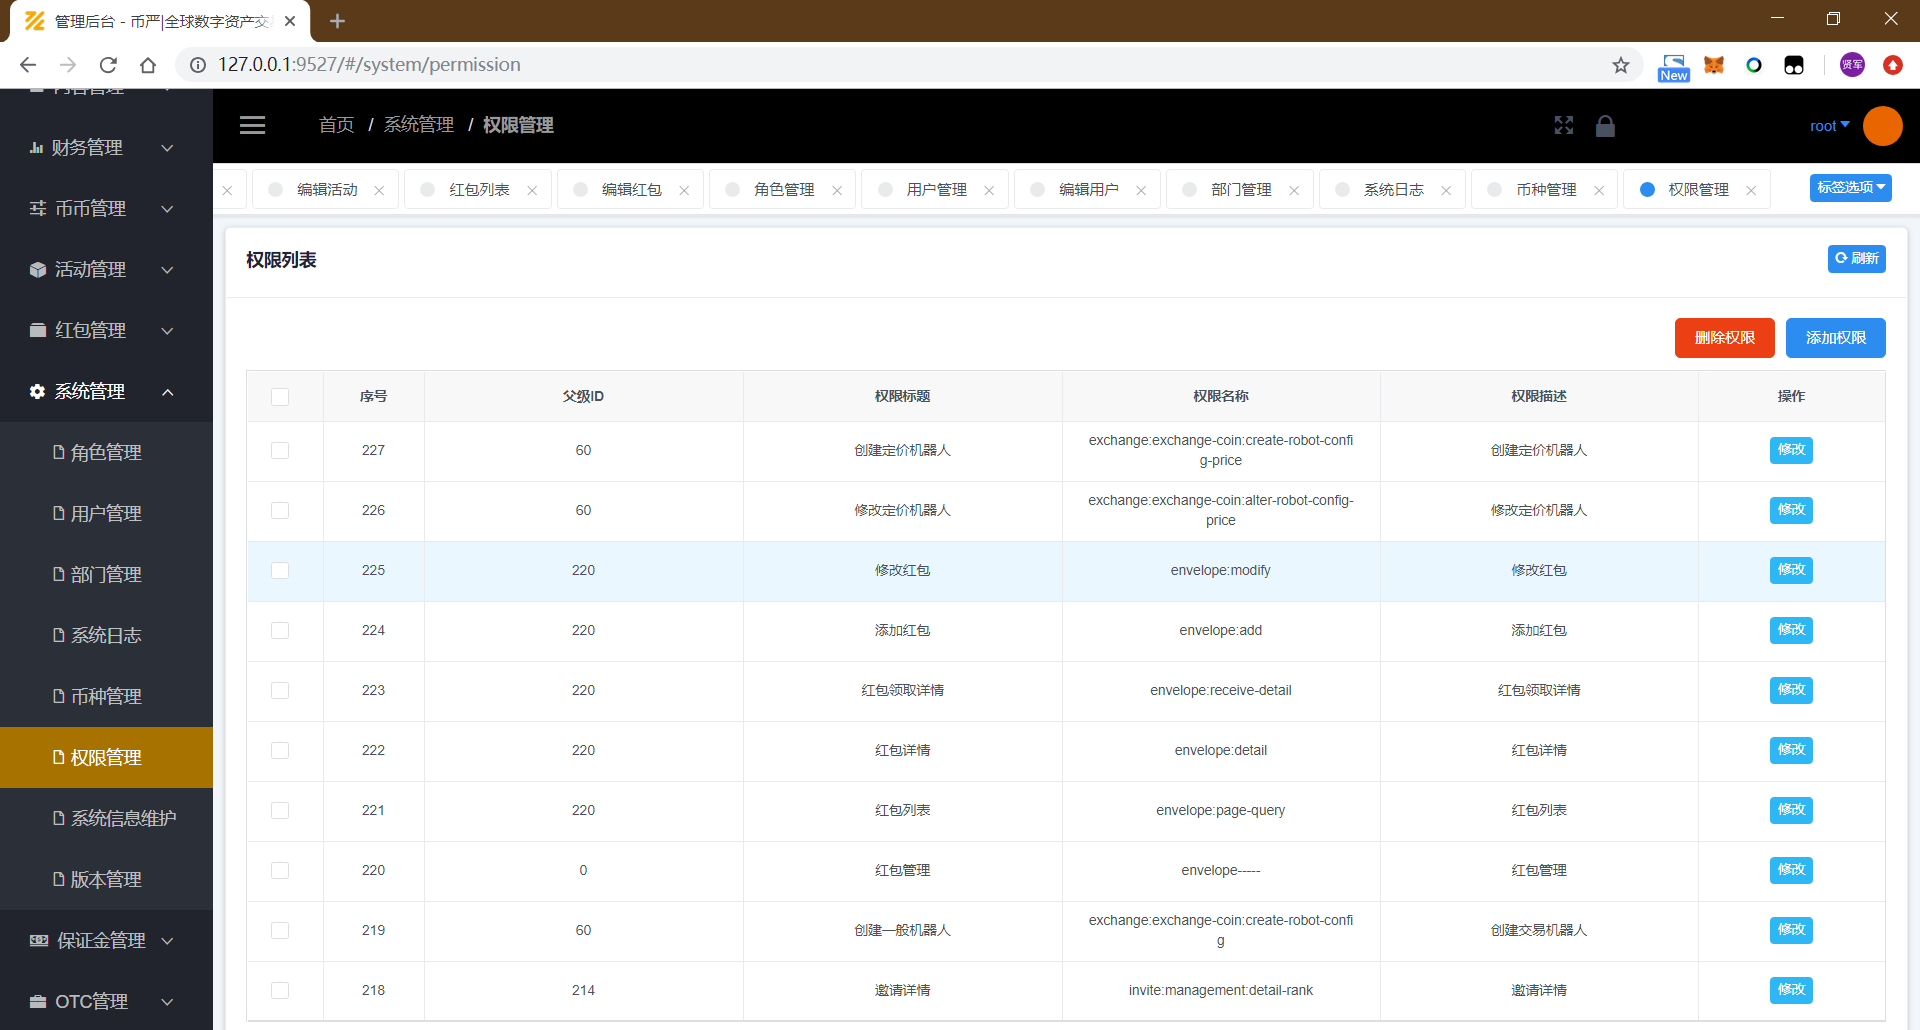 管理后台 - 币严|全球数字资产交
127.0.0.1:9527/#/system/permission
New
贤军
内容管理
财务管理
币币管理
活动管理
红包管理
系统管理
角色管理
用户管理
部门管理
系统日志
币种管理
权限管理
系统信息维护
版本管理
保证金管理
OTC管理
首页 / 系统管理 / 权限管理
root
编辑活动
红包列表
编辑红包
角色管理
用户管理
编辑用户
部门管理
系统日志
币种管理
权限管理
标签选项
权限列表
刷新
删除权限 添加权限
序号 父级ID 权限标题 权限名称 权限描述 操作
227 60 创建定价机器人 exchange:exchange-coin:create-robot-confi 创建定价机器人 修改
g-price
226 60 修改定价机器人 exchange:exchange-coin:alter-robot-config- 修改定价机器人 修改
price
225 220 修改红包 envelope:modify 修改红包 修改
224 220 添加红包 envelope:add 添加红包 修改
223 220 红包领取详情 envelope:receive-detail 红包领取详情 修改
222 220 红包详情 envelope:detail 红包详情 修改
221 220 红包列表 envelope:page-query 红包列表 修改
220 0 红包管理 envelope----- 红包管理 修改
219 60 创建一般机器人 exchange:exchange-coin:create-robot-confi 创建交易机器人 修改
g
218 214 邀请详情 invite:management:detail-rank 邀请详情 修改